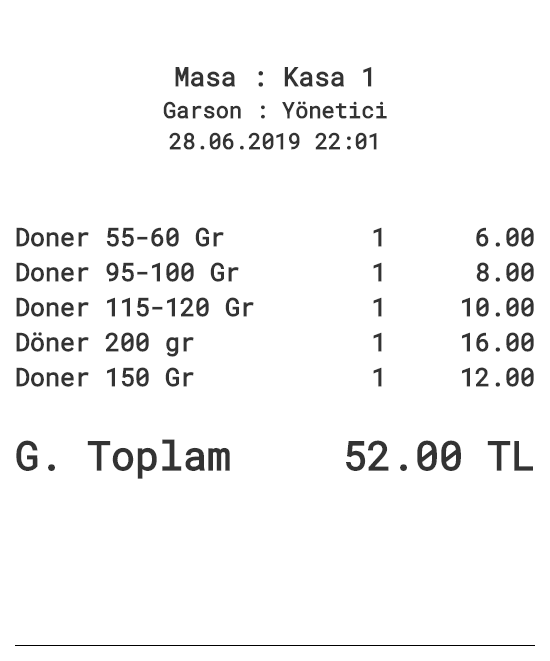 Masa : Kasa 1
Garson : Yönetici
28.06.2019 22:01
Doner 55-60 Gr 1 6.00
Doner 95-100 Gr 1 8.00
Doner 115-120 Gr 1 10.00
Döner 200 gr 1 16.00
Doner 150 Gr 1 12.00
G. Toplam 52.00 TL